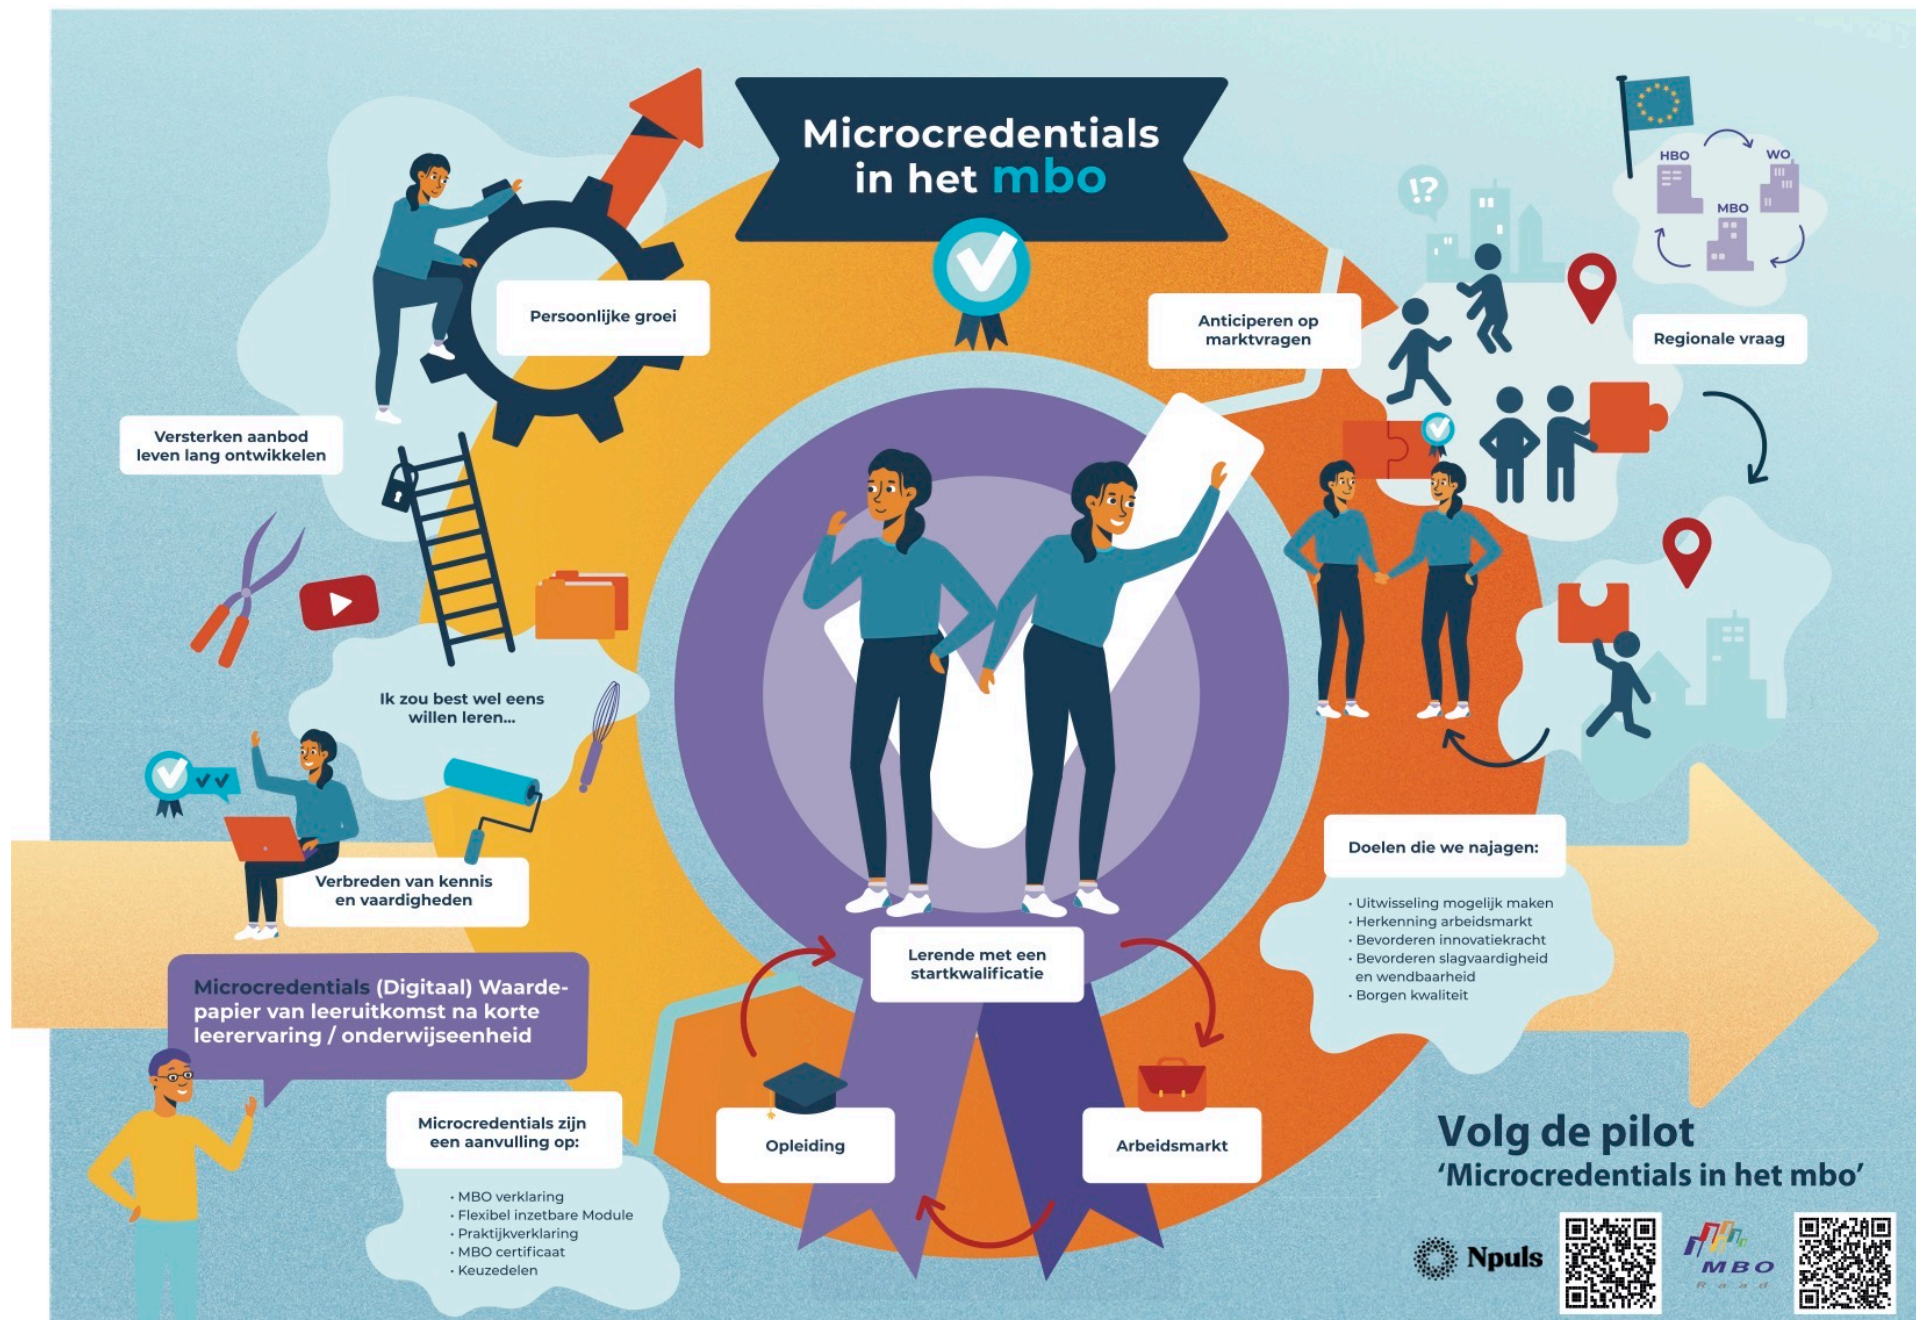 Microcredentials
in het mbo
HBO
WO
MBO
!?
Persoonlijke groei
Anticiperen op
marktvragen
Regionale vraag
Versterken aanbod
leven lang ontwikkelen
Ik zou best wel eens
willen leren...
Verbreden van kennis
en vaardigheden
Microcredentials (Digitaal) Waarde-
papier van leeruitkomst na korte
leerervaring / onderwijseenheid
Microcredentials zijn
een aanvulling op:
• MBO verklaring
• Flexibel inzetbare Module
• Praktijkverklaring
• MBO certificaat
• Keuzedelen
Lerende met een
startkwalificatie
Opleiding
Arbeidsmarkt
Doelen die we najagen:
• Uitwisseling mogelijk maken
• Herkenning arbeidsmarkt
• Bevorderen innovatiekracht
• Bevorderen slagvaardigheid
en wendbaarheid
• Borgen kwaliteit
Volg de pilot
‘Microcredentials in het mbo’
Npuls
MBO
Raad